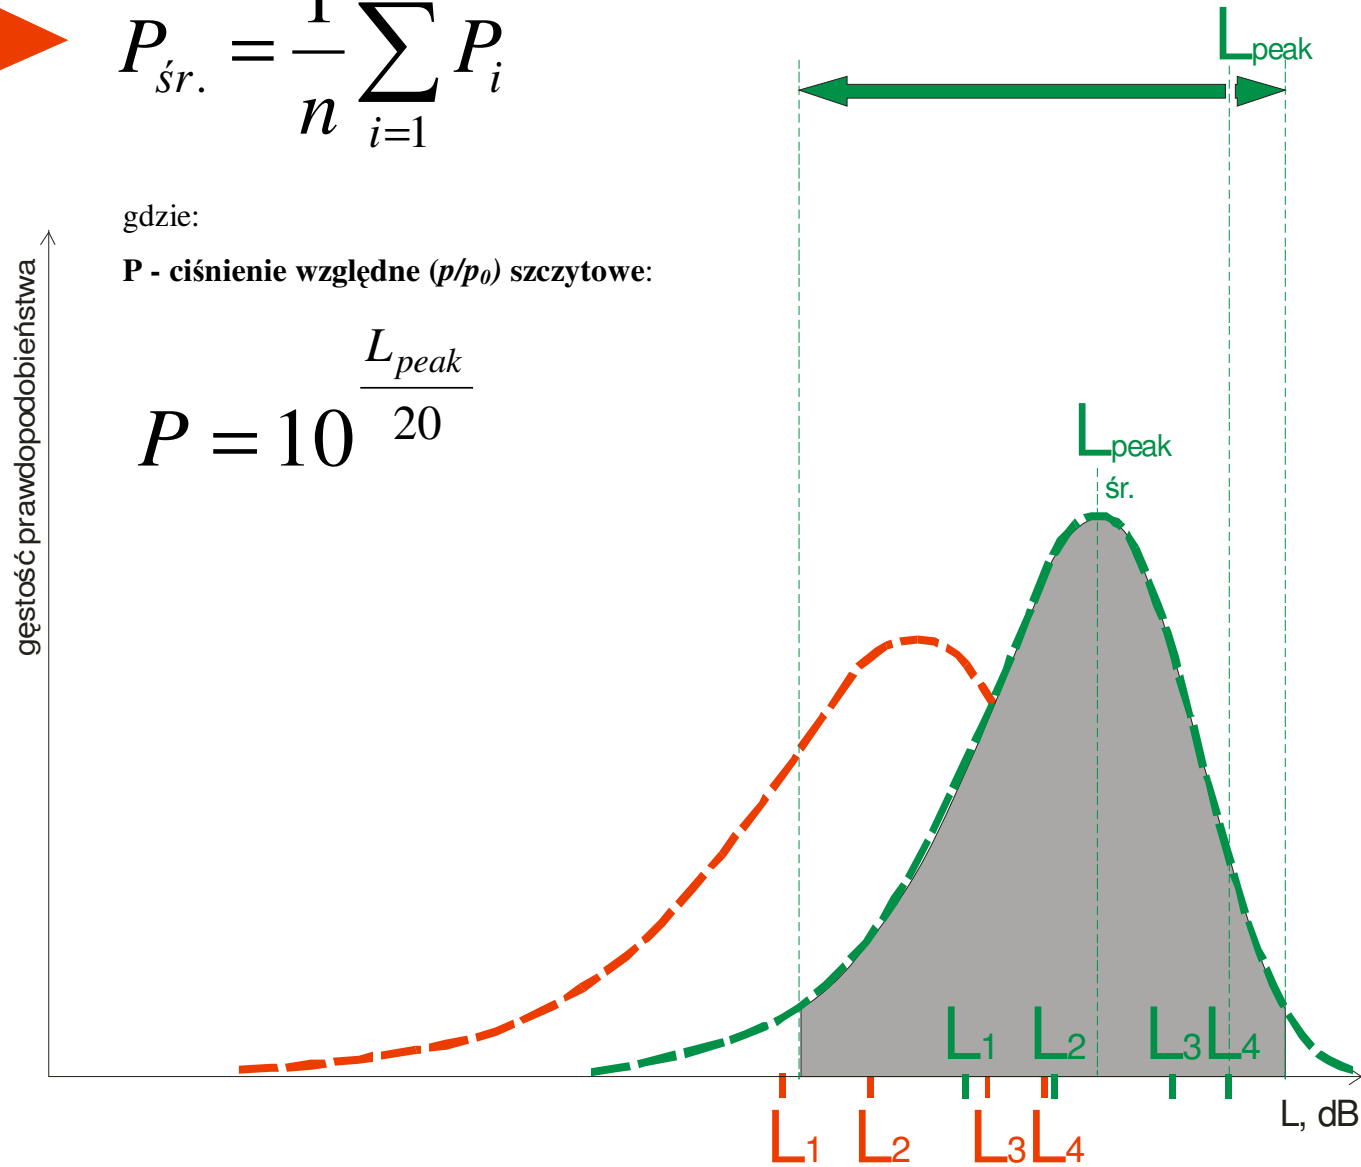 P_śr. = 1/n ∑_{i=1} P_i
L_peak
gdzie:
P - ciśnienie względne (p/p₀) szczytowe:
P = 10^{L_peak/20}
gęstość prawdopodobieństwa
L_peak
śr.
L₁ L₂ L₃ L₄
L, dB
L₁ L₂ L₃ L₄